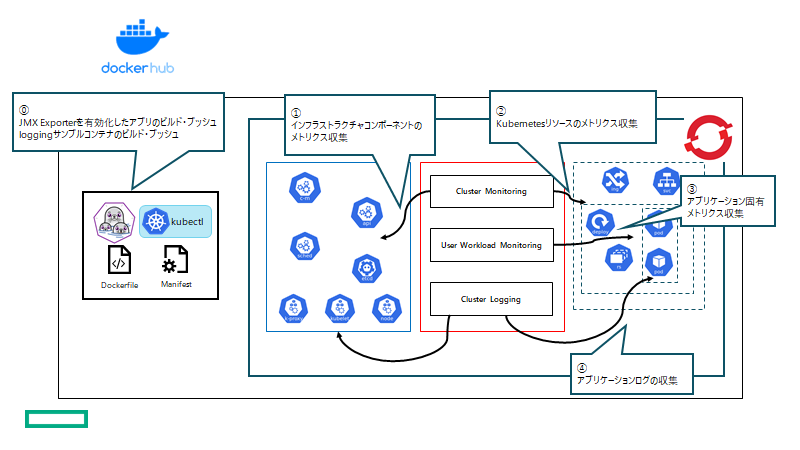 dockerhub
⓪
JMX Exporterを有効化したアプリのビルド・プッシュ
loggingサンプルコンテナのビルド・プッシュ
①
インフラストラクチャコンポーネントの
メトリクス収集
②
Kubernetesリソースのメトリクス収集
③
アプリケーション固有
メトリクス収集
kubectl
Dockerfile
Manifest
c-m
api
sched
etcd
k-proxy
kubelet
node
Cluster Monitoring
User Workload Monitoring
Cluster Logging
ing
svc
deploy
pod
rs
pod
④
アプリケーションログの収集